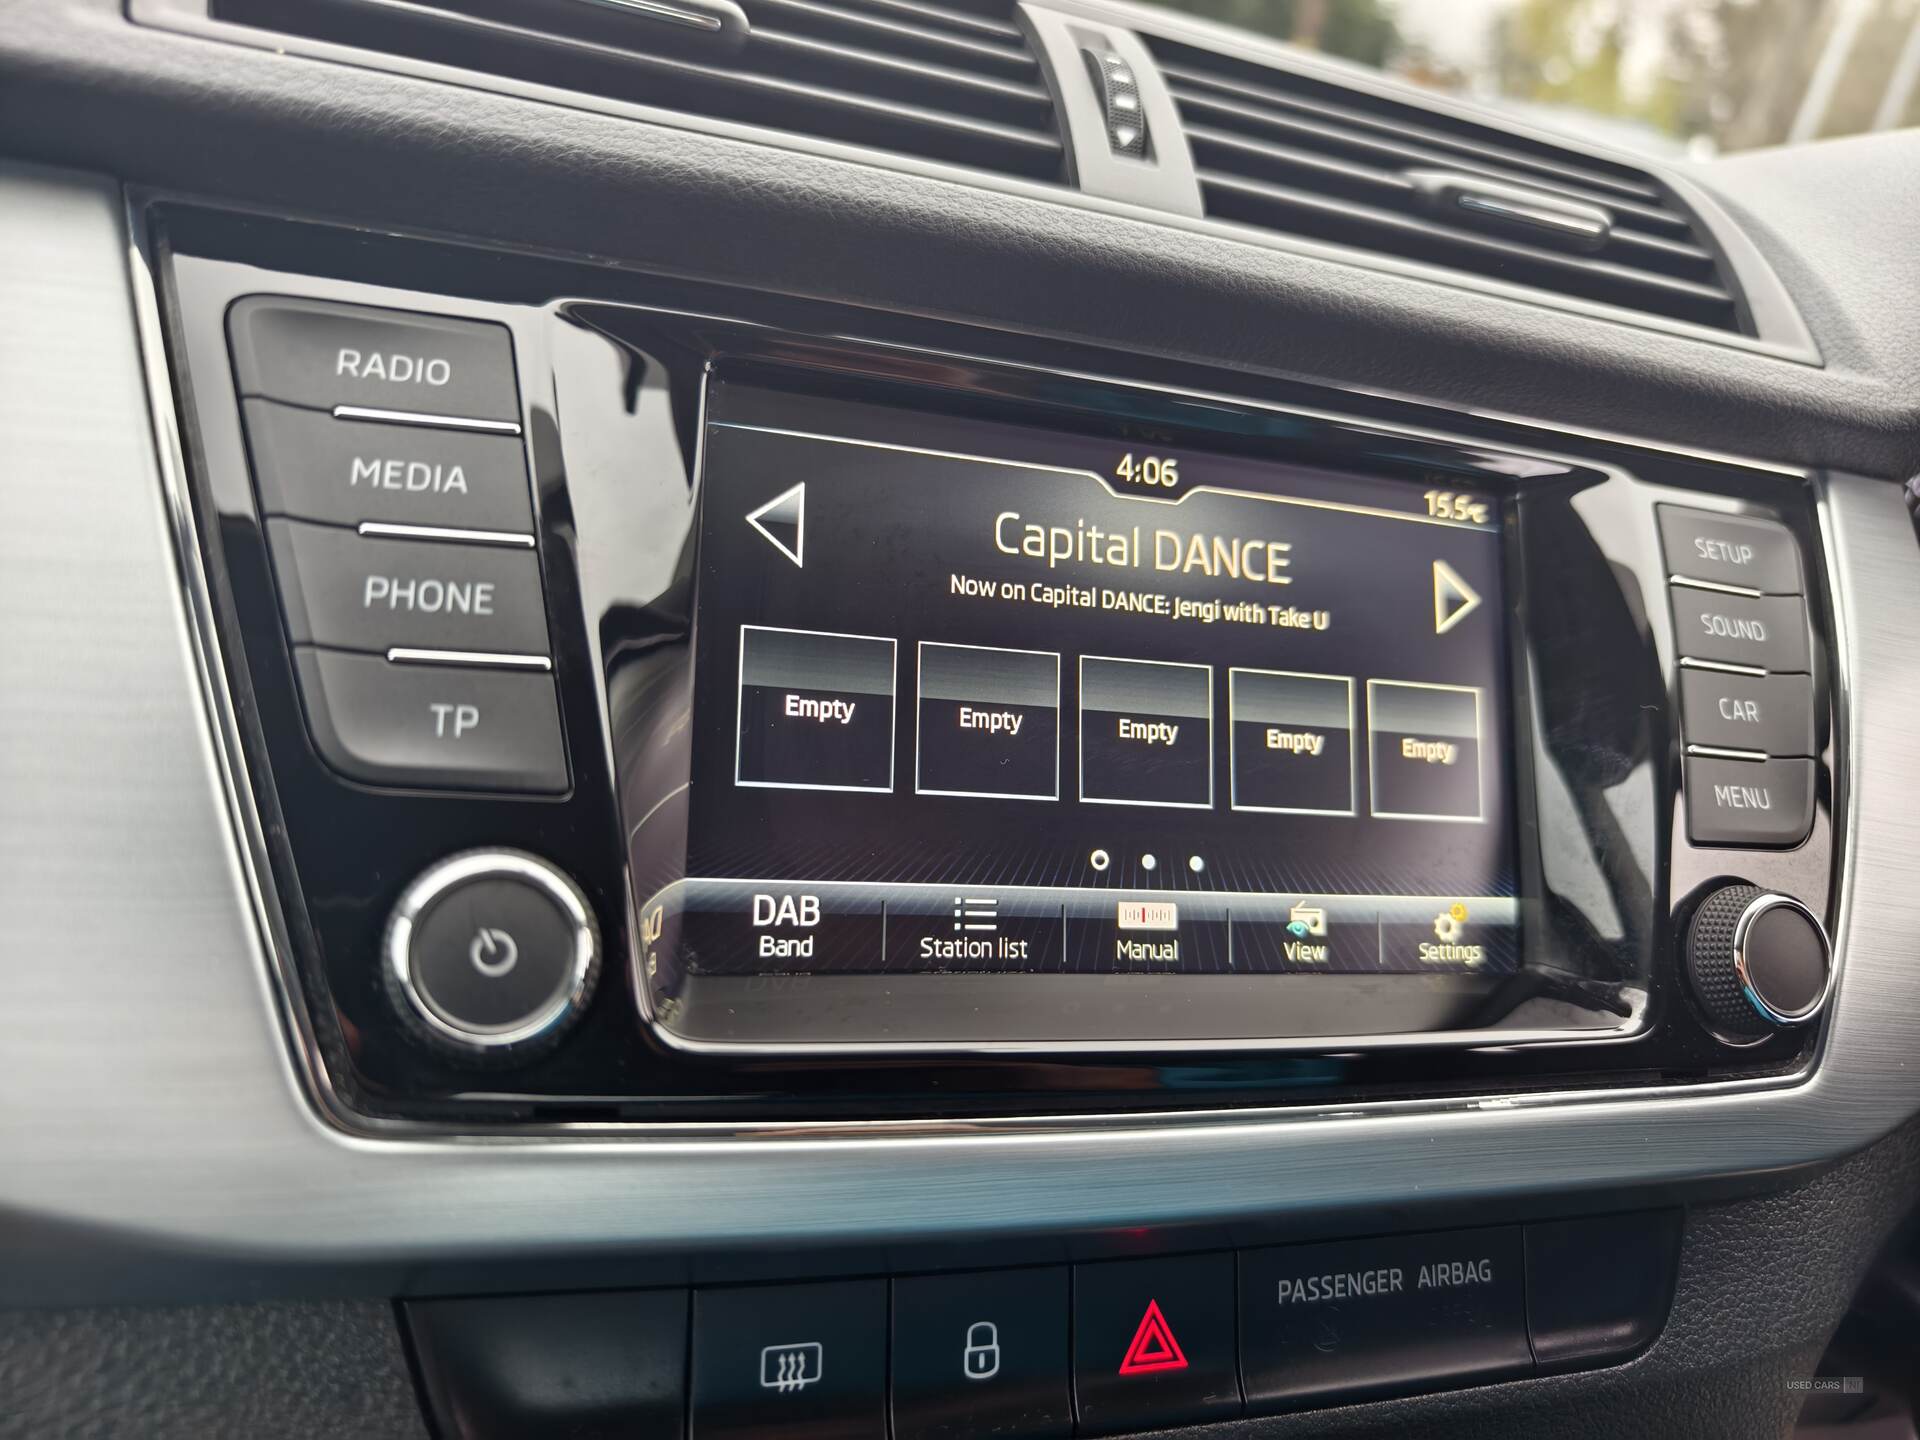 RADIO
MEDIA
PHONE
TP
4:06
15.5°C
Capital DANCE
Now on Capital DANCE: Jengi with Take U
Empty Empty Empty Empty Empty
DAB
Band Station list Manual View Settings
SETUP
SOUND
CAR
MENU
PASSENGER AIRBAG
USED CARS NI